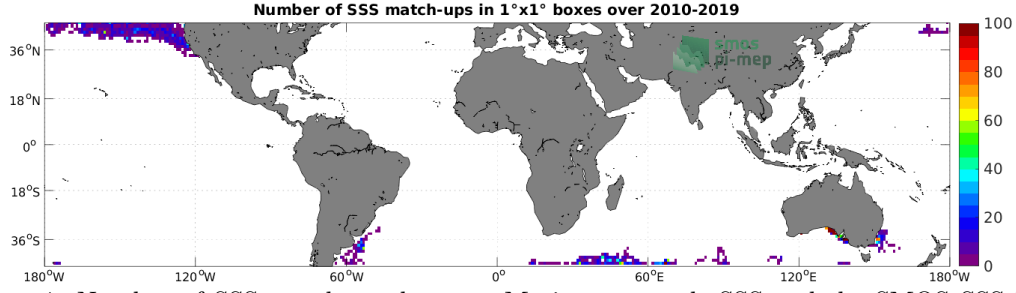 Number of SSS match-ups in 1°x1° boxes over 2010-2019
36°N
18°N
0°
18°S
36°S
180°W
120°W
60°W
0°
60°E
120°E
180°W
100
80
60
40
20
0
smos
pi-mep